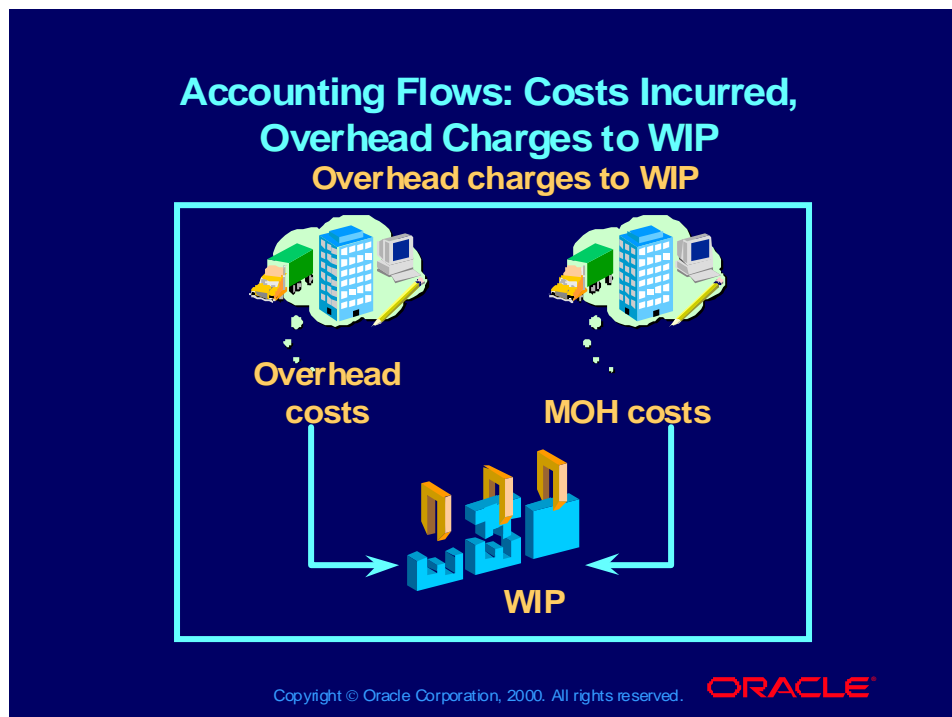 Accounting Flows: Costs Incurred,
Overhead Charges to WIP
Overhead charges to WIP
Overhead
costs
MOH costs
WIP
Copyright © Oracle Corporation, 2000. All rights reserved.
ORACLE®